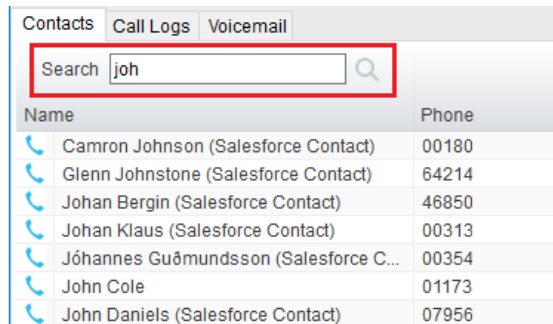 Contacts Call Logs Voicemail
Search joh
Name Phone
Camron Johnson (Salesforce Contact) 00180
Glenn Johnstone (Salesforce Contact) 64214
Johan Bergin (Salesforce Contact) 46850
Johan Klaus (Salesforce Contact) 00313
Jóhannes Guðmundsson (Salesforce C... 00354
John Cole 01173
John Daniels (Salesforce Contact) 07956